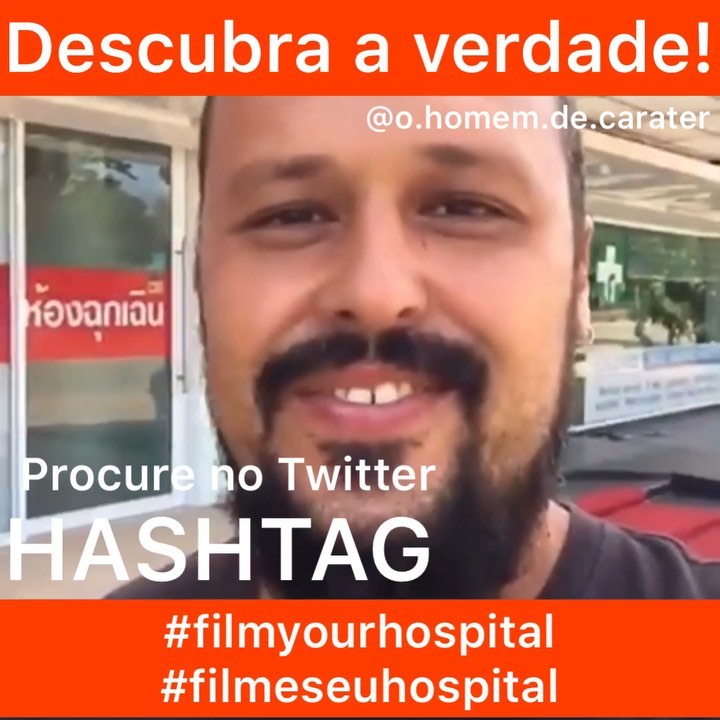 Descubra a verdade!
@o.homem.de.carater
ห้องฉุกเฉิน
Procure no Twitter
HASHTAG
#filmyourhospital
#filmeseuhospital